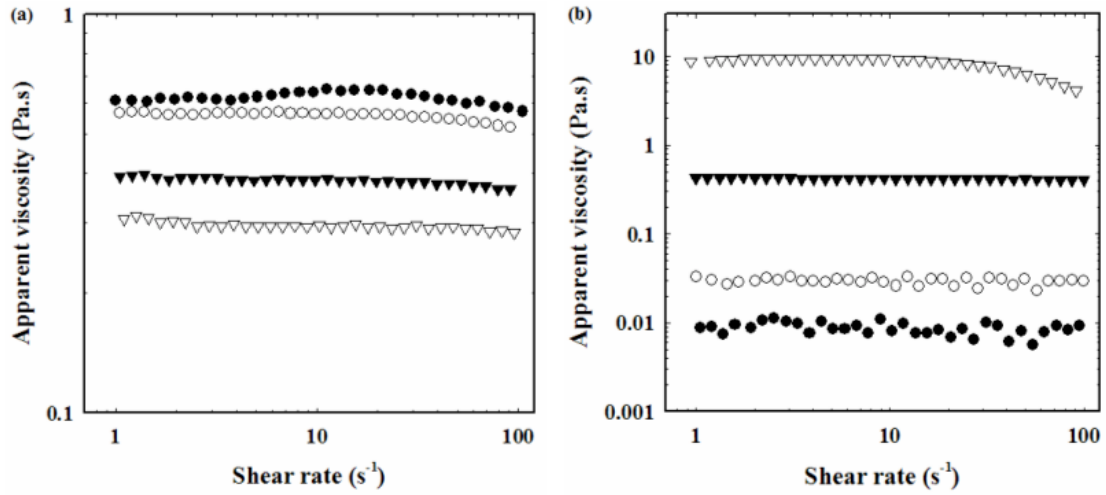 (a)
1
Apparent viscosity (Pa.s)
0.1
1
10
100
Shear rate (s⁻¹)
(b)
10
1
0.1
0.01
0.001
Apparent viscosity (Pa.s)
1
10
100
Shear rate (s⁻¹)